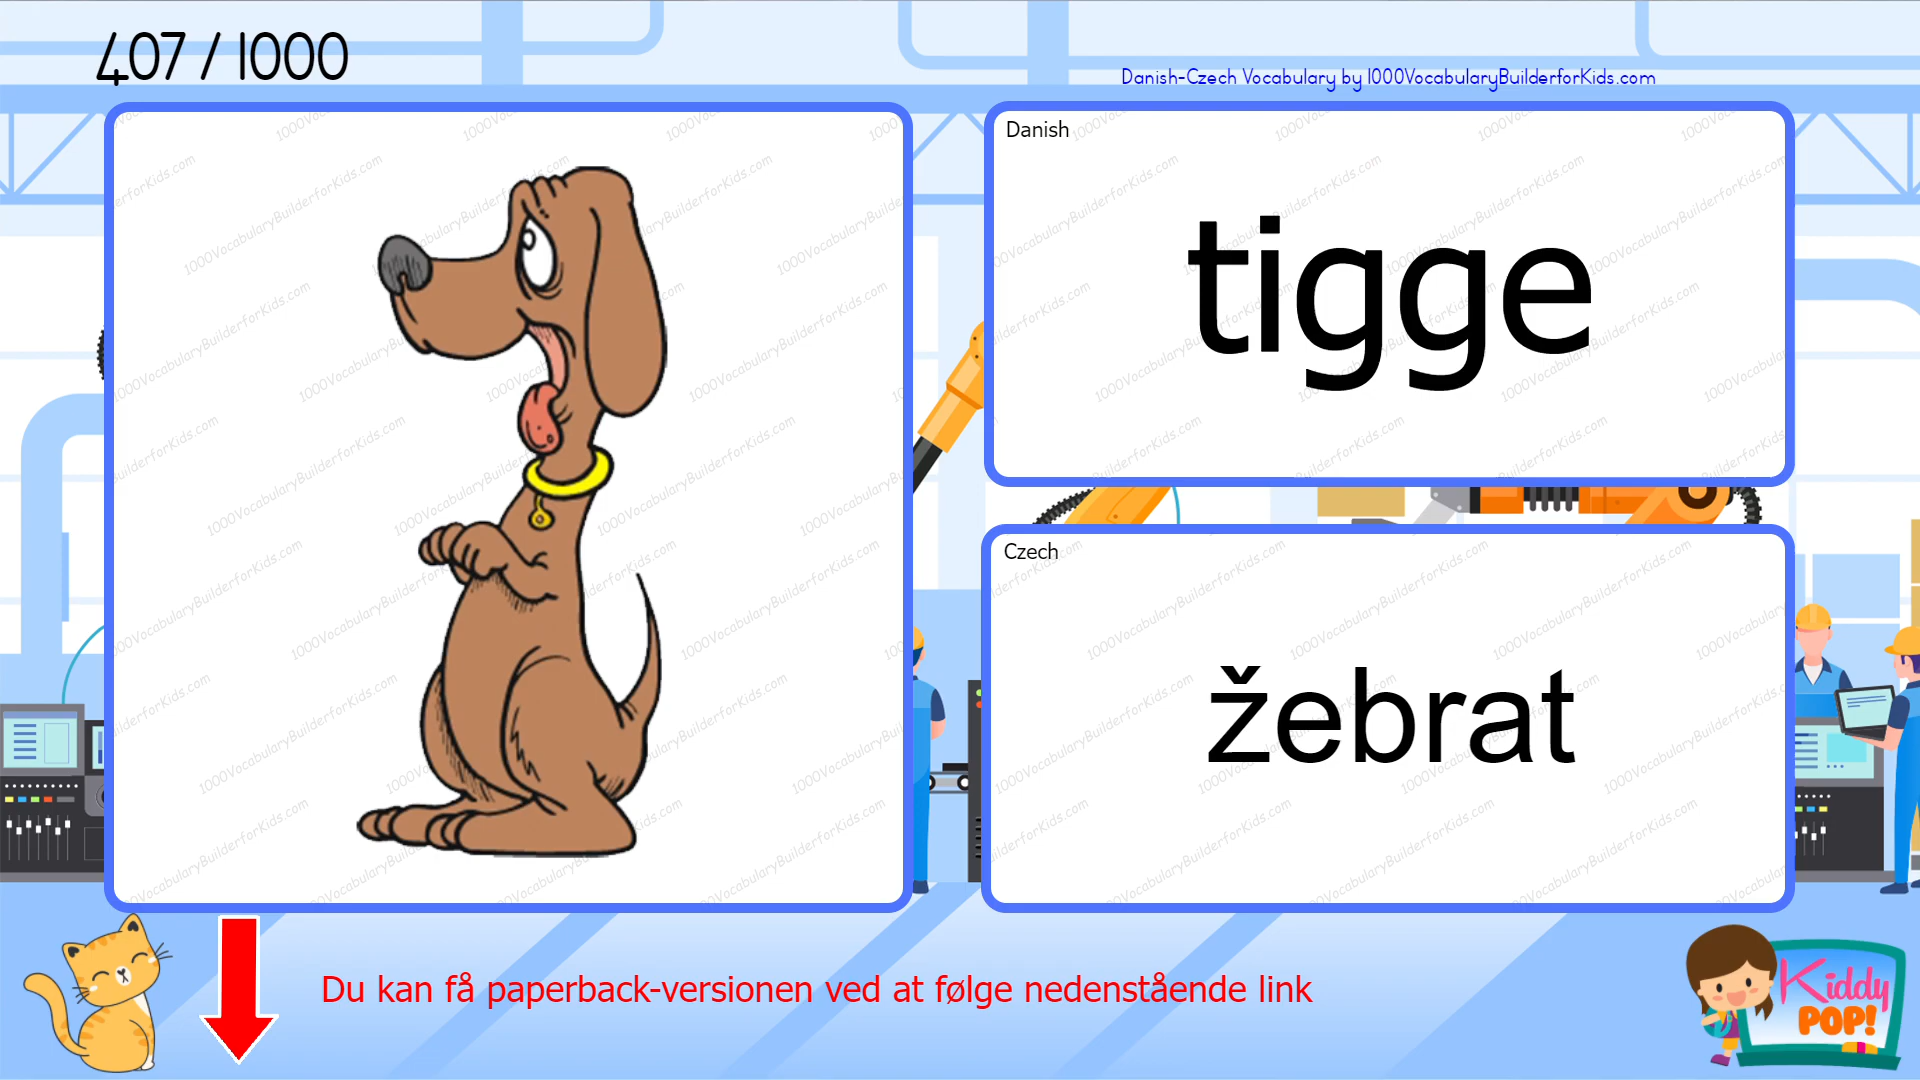 407 / 1000
Danish-Czech Vocabulary by 1000VocabularyBuilderforKids.com
Danish
tigge
Czech
žebrat
Du kan få paperback-versionen ved at følge nedenstående link
Kiddy
POP!